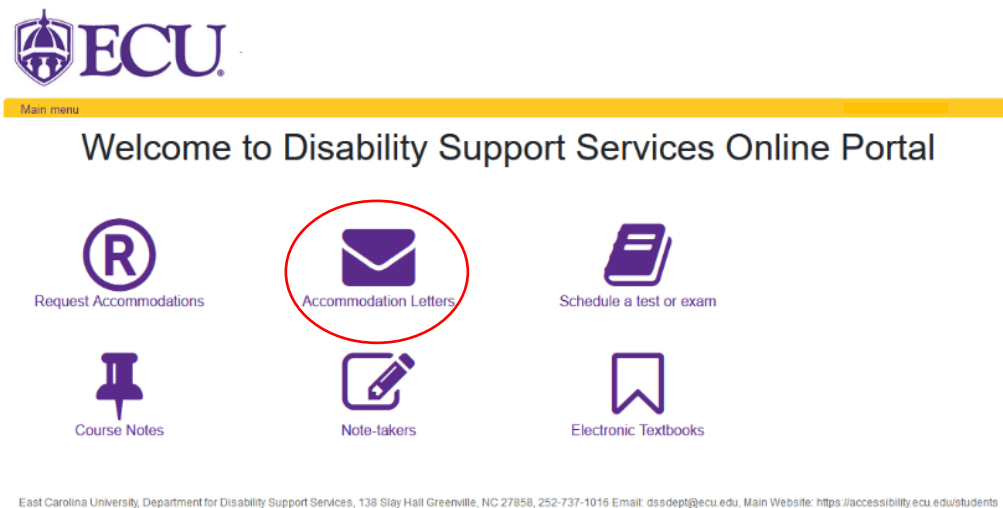 ECU
Main menu
Welcome to Disability Support Services Online Portal
R
Request Accommodations
Accommodation Letters
Schedule a test or exam
Course Notes
Note-takers
Electronic Textbooks
East Carolina University, Department for Disability Support Services, 138 Slay Hall Greenville, NC 27858, 252-737-1016 Email: dssdept@ecu.edu, Main Website: https://accessibility.ecu.edu/students